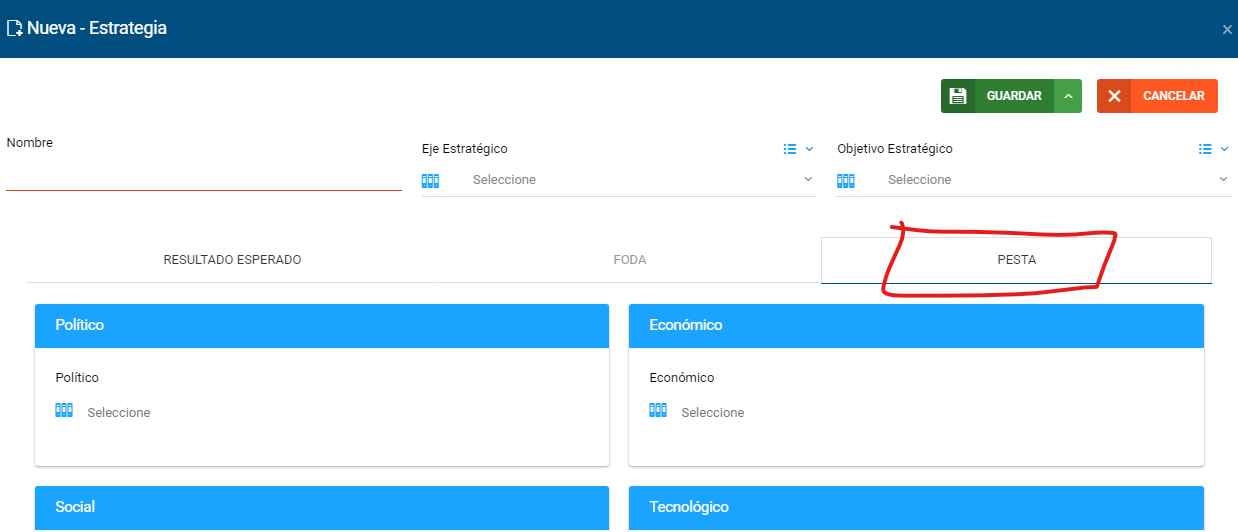 Nueva - Estrategia
GUARDAR CANCELAR
Nombre
Eje Estratégico
Objetivo Estratégico
Seleccione
Seleccione
RESULTADO ESPERADO FODA PESTA
Político Económico
Político Económico
Seleccione Seleccione
Social Tecnológico